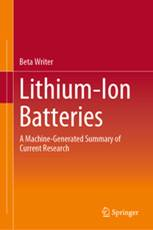 Beta Writer
Lithium-Ion
Batteries
A Machine-Generated Summary of
Current Research
Springer